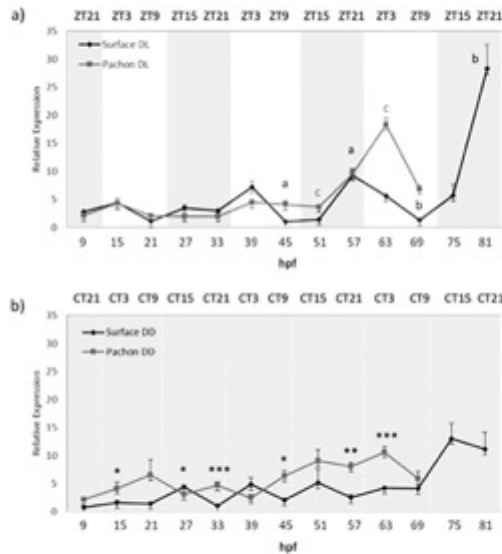 ZT21 ZT3 ZT9 ZT15 ZT21 ZT3 ZT9 ZT15 ZT21 ZT3 ZT9 ZT15 ZT21
a)
35
Surface DL
b
30
Pachon DL
25
Relative Expression
20
c
15
a
10
a
c
5
b
0
9 15 21 27 33 39 45 51 57 63 69 75 81
hpf
CT21 CT3 CT9 CT15 CT21 CT3 CT9 CT15 CT21 CT3 CT9 CT15 CT21
b)
35
Surface DD
30
Pachon DD
25
Relative Expression
20
15
***
* ** 
10
* * ***
5
0
9 15 21 27 33 39 45 51 57 63 69 75 81
hpf